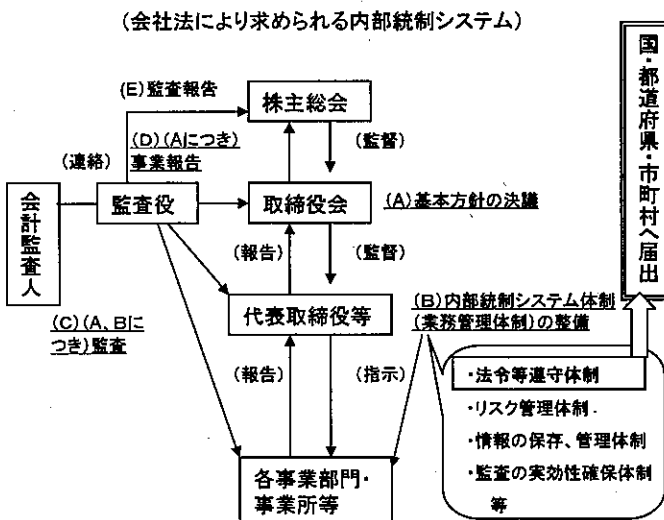 (会社法により求められる内部統制システム)
国・都道府県・市町村へ届出
(E)監査報告
株主総会
(D)(Aにつき)
事業報告
(監督)
(連絡)
会計監査人
監査役
取締役会
(A)基本方針の決議
(報告)
(監督)
(C)(A、Bに
つき)監査
代表取締役等
(B)内部統制システム体制
(業務管理体制)の整備
(報告)
(指示)
・法令等遵守体制
・リスク管理体制.
・情報の保存、管理体制
・監査の実効性確保体制
等
各事業部門・
事業所等